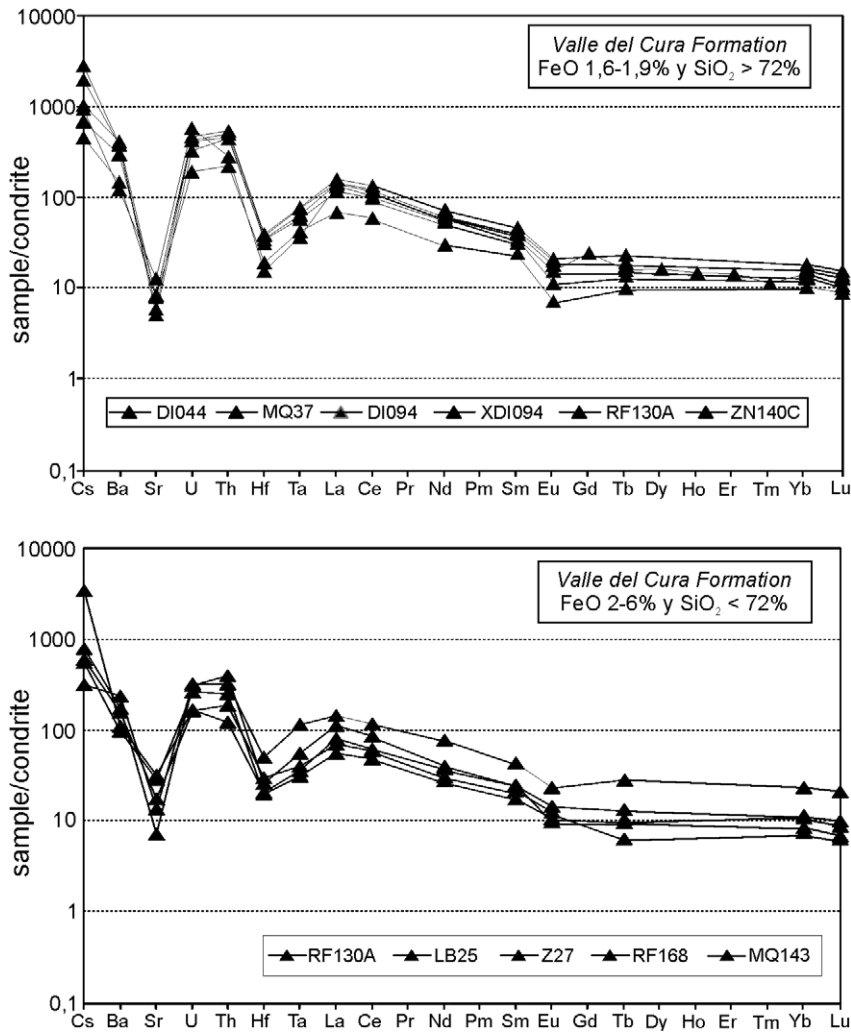 Valle del Cura Formation
FeO 1,6-1,9% y SiO₂ > 72%
10000
1000
100
10
1
0,1
sample/condrite
DI044 MQ37 DI094 XDI094 RF130A ZN140C
Cs Ba Sr U Th Hf Ta La Ce Pr Nd Pm Sm Eu Gd Tb Dy Ho Er Tm Yb Lu
Valle del Cura Formation
FeO 2-6% y SiO₂ < 72%
10000
1000
100
10
1
0,1
sample/condrite
RF130A LB25 Z27 RF168 MQ143
Cs Ba Sr U Th Hf Ta La Ce Pr Nd Pm Sm Eu Gd Tb Dy Ho Er Tm Yb Lu